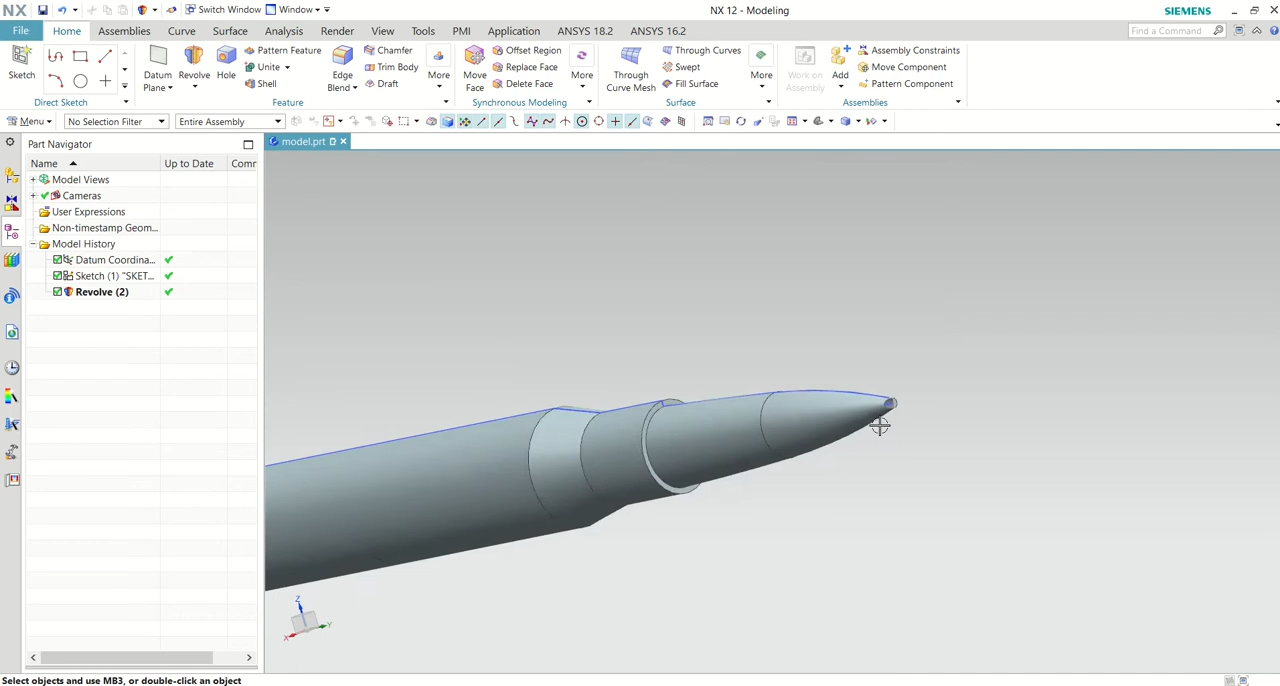 NX Switch Window Window NX 12 - Modeling SIEMENS
File Home Assemblies Curve Surface Analysis Render View Tools PMI Application ANSYS 18.2 ANSYS 16.2 Find a Command
Sketch
Direct Sketch
Datum Plane
Revolve
Hole
Pattern Feature
Unite
Shell
Edge Blend
Chamfer
Trim Body
Draft
More
Feature
Move Face
Offset Region
Replace Face
Delete Face
More
Synchronous Modeling
Through Curve Mesh
Through Curves
Swept
Fill Surface
More
Surface
Work on Assembly
Add
Assembly Constraints
Move Component
Pattern Component
Assemblies
Menu No Selection Filter Entire Assembly
Part Navigator
model.prt
Name Up to Date Comr
Model Views
Cameras
User Expressions
Non-timestamp Geom...
Model History
Datum Coordina...
Sketch (1) "SKET...
Revolve (2)
Z
X Y
Select objects and use MB3, or double-click an object